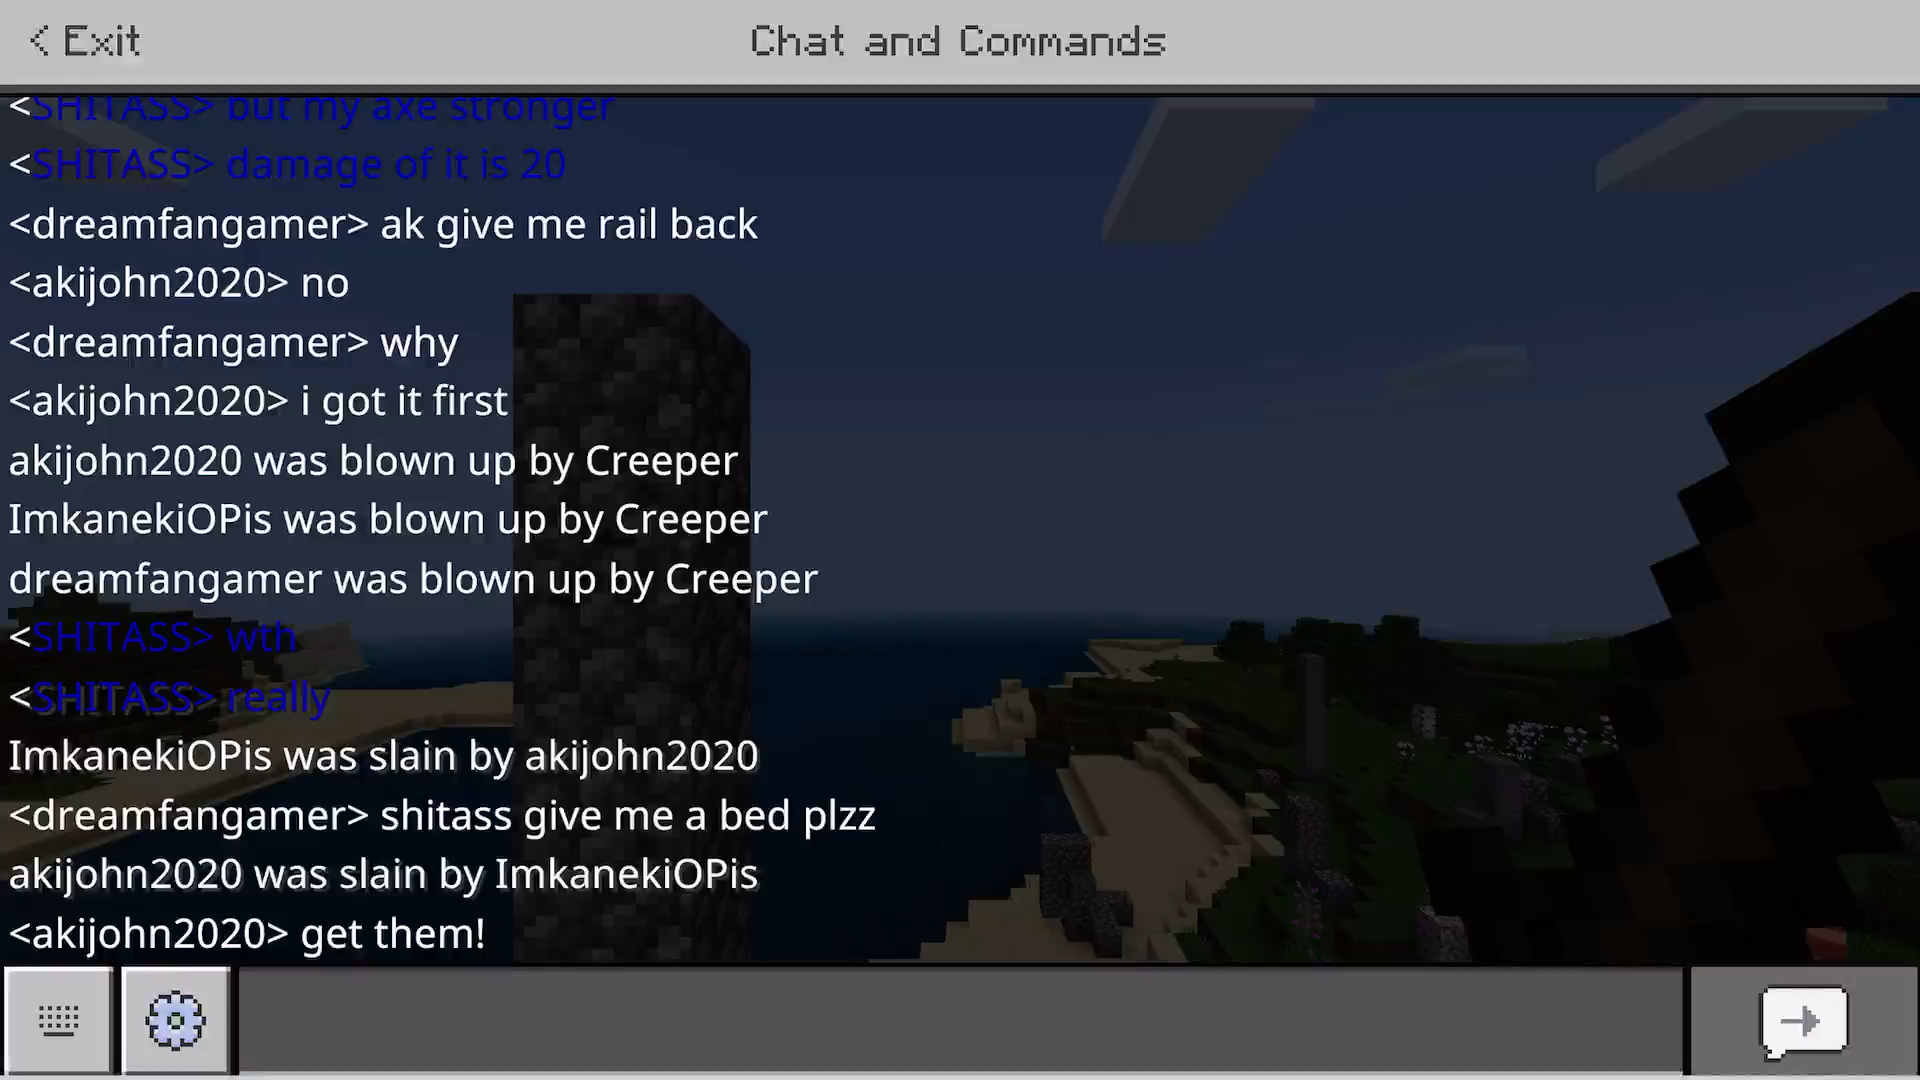 < Exit
Chat and Commands
<SHITASS> but my axe stronger
<SHITASS> damage of it is 20
<dreamfangamer> ak give me rail back
<akijohn2020> no
<dreamfangamer> why
<akijohn2020> i got it first
akijohn2020 was blown up by Creeper
ImkanekiOPis was blown up by Creeper
dreamfangamer was blown up by Creeper
<SHITASS> wth
<SHITASS> really
ImkanekiOPis was slain by akijohn2020
<dreamfangamer> shitass give me a bed plzz
akijohn2020 was slain by ImkanekiOPis
<akijohn2020> get them!